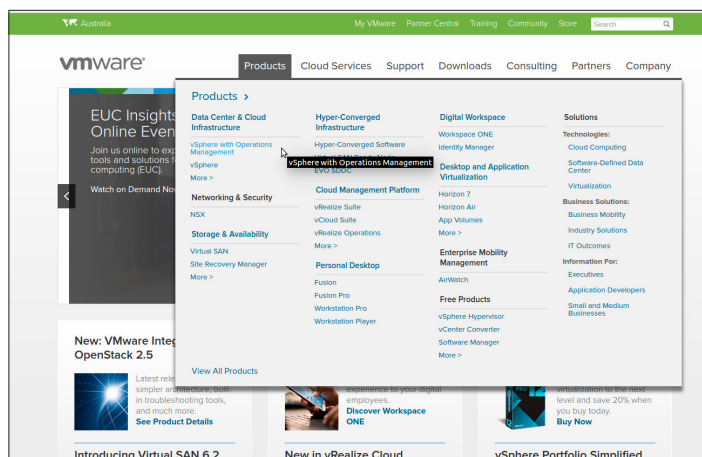 Australia
My VMware Partner Central Training Community Store Search
vmware
Products Cloud Services Support Downloads Consulting Partners Company
EUC Insights
Online Even
Join us online to exp
tools and solutions f
computing (EUC).
Watch on Demand Now
Products >
Data Center & Cloud
Infrastructure
vSphere with Operations
Management
vSphere
More >
Networking & Security
NSX
Storage & Availability
Virtual SAN
Site Recovery Manager
More >
View All Products
Hyper-Converged
Infrastructure
Hyper-Converged Software
vSphere with Operations Management
EVO SDDC
Cloud Management Platform
vRealize Suite
vCloud Suite
vRealize Operations
More >
Personal Desktop
Fusion
Fusion Pro
Workstation Pro
Workstation Player
Digital Workspace
Workspace ONE
Identity Manager
Desktop and Application
Virtualization
Horizon 7
Horizon Air
App Volumes
More >
Enterprise Mobility
Management
AirWatch
Free Products
vSphere Hypervisor
vCenter Converter
Software Manager
More >
Solutions
Technologies:
Cloud Computing
Software-Defined Data
Center
Virtualization
Business Solutions:
Business Mobility
Industry Solutions
IT Outcomes
Information For:
Executives
Application Developers
Small and Medium
Businesses
New: VMware Integ
OpenStack 2.5
Latest rele
simpler architecture, built-
in troubleshooting tools,
and much more.
See Product Details
experience to your digital
employees.
Discover Workspace
ONE
PRO
virtualization to the next
level and save 20% when
you buy today.
Buy Now
Introducing Virtual SAN 6.2
New in vRealize Cloud
vSphere Portfolio Simplified